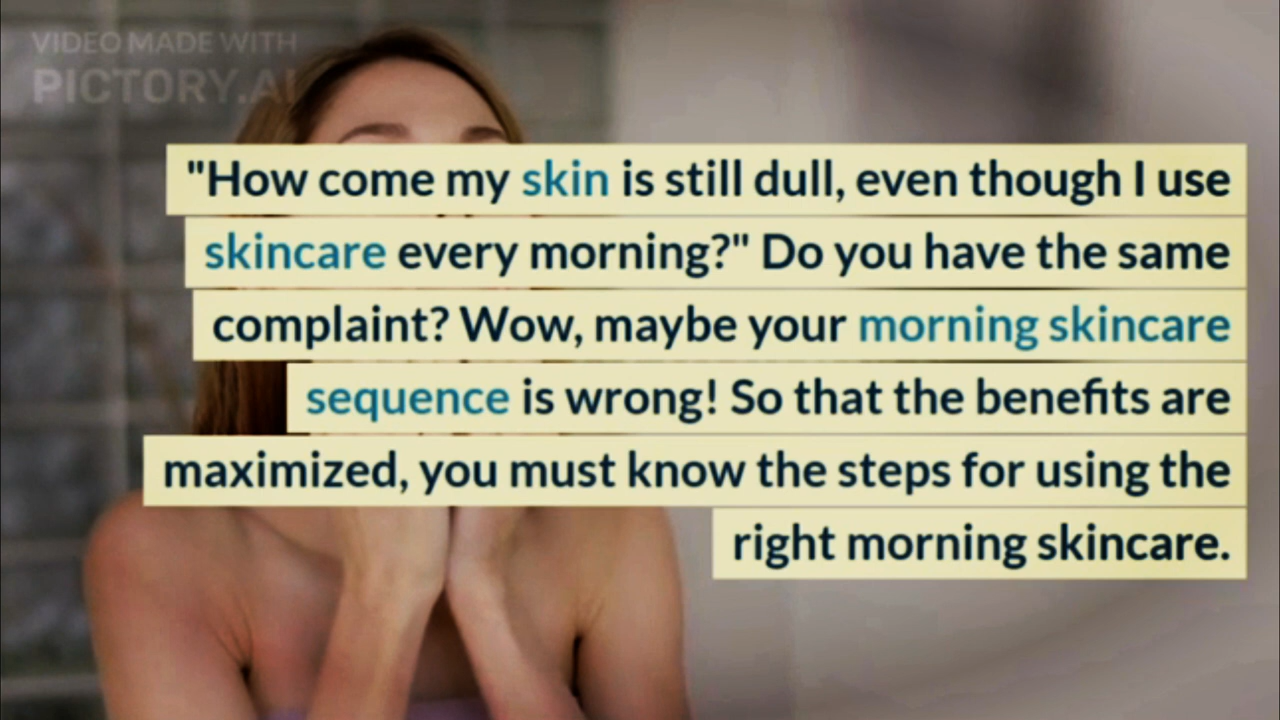 VIDEO MADE WITH
PICTORY.AI
"How come my skin is still dull, even though I use
skincare every morning?" Do you have the same
complaint? Wow, maybe your morning skincare
sequence is wrong! So that the benefits are
maximized, you must know the steps for using the
right morning skincare.